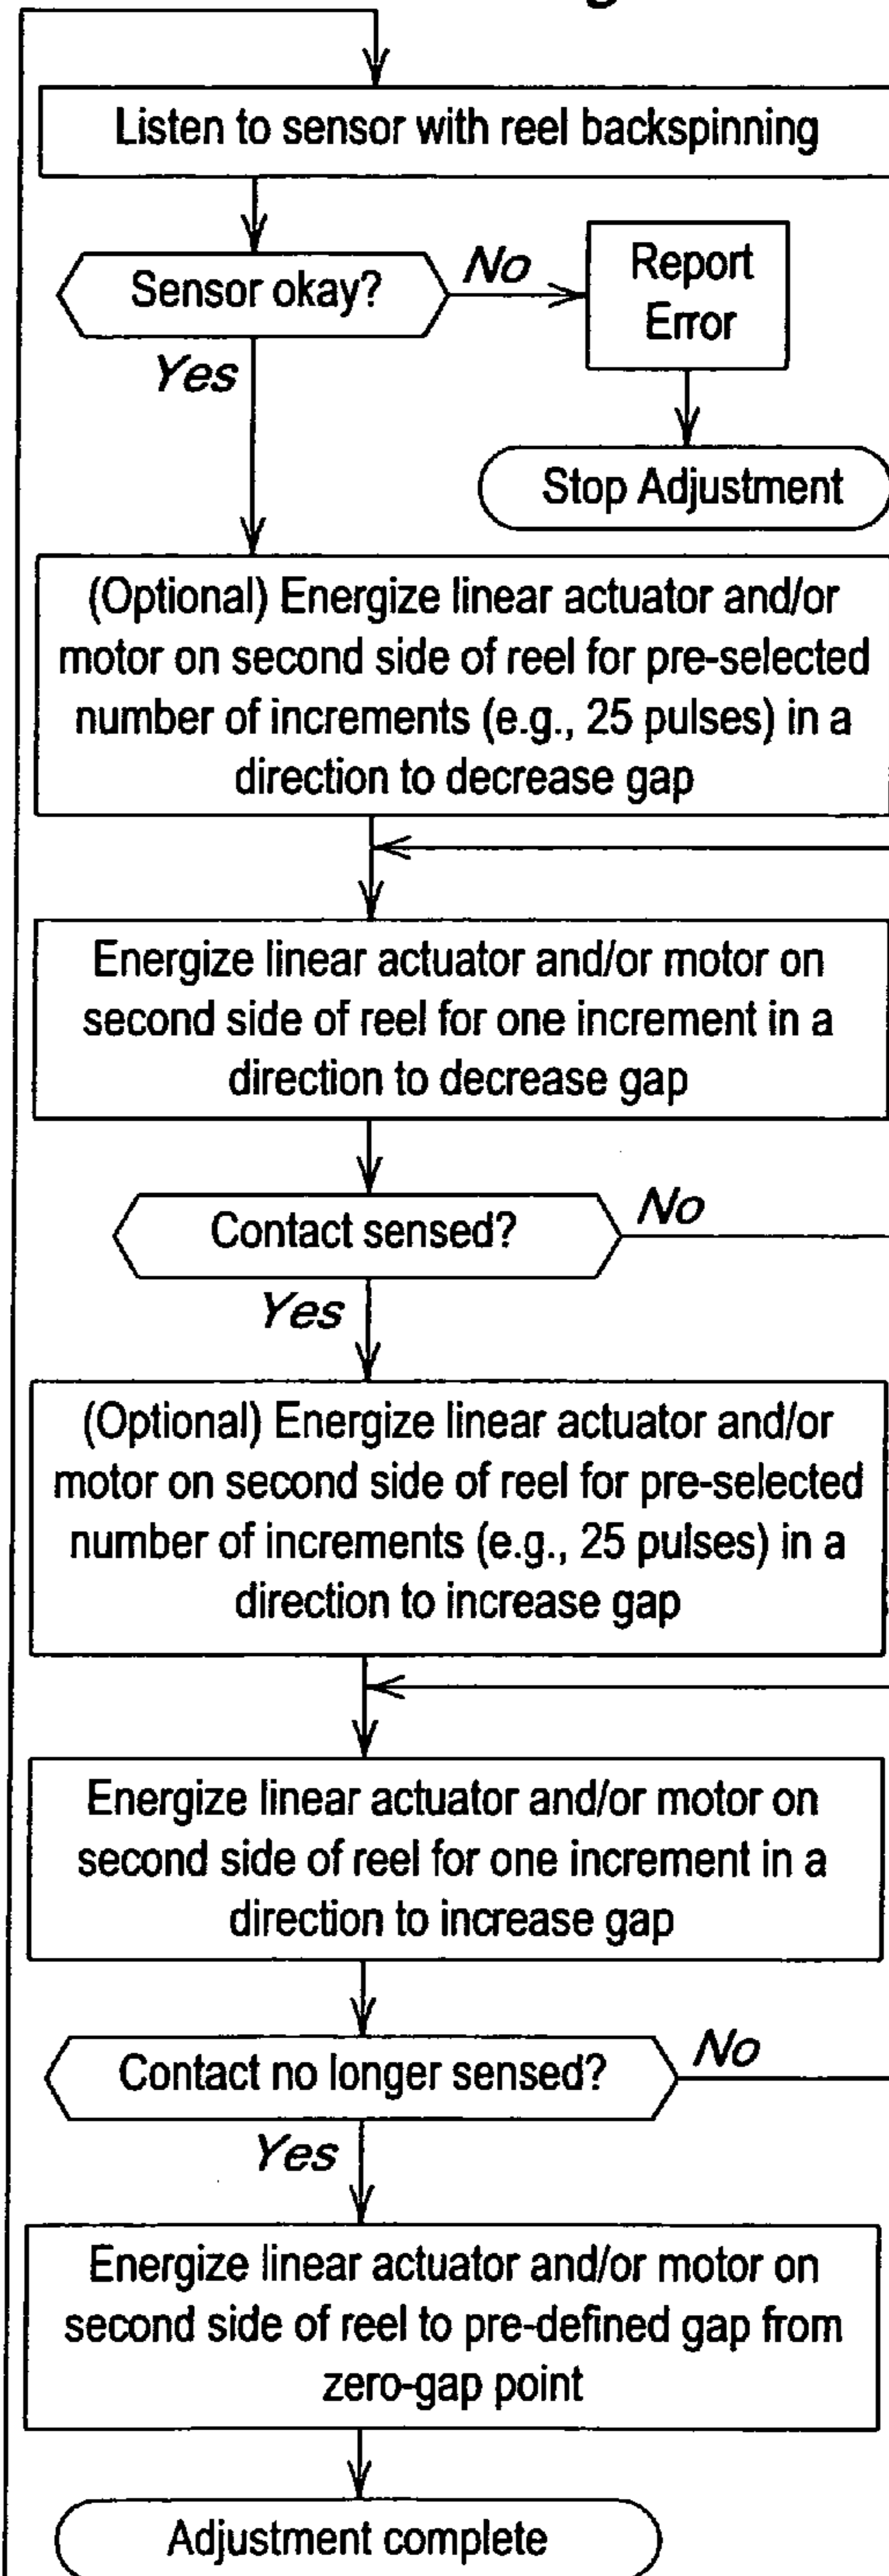 Listen to sensor with reel backspinning
Sensor okay?
No
Report
Error
Yes
Stop Adjustment
(Optional) Energize linear actuator and/or
motor on second side of reel for pre-selected
number of increments (e.g., 25 pulses) in a
direction to decrease gap
Energize linear actuator and/or motor on
second side of reel for one increment in a
direction to decrease gap
Contact sensed?
No
Yes
(Optional) Energize linear actuator and/or
motor on second side of reel for pre-selected
number of increments (e.g., 25 pulses) in a
direction to increase gap
Energize linear actuator and/or motor on
second side of reel for one increment in a
direction to increase gap
Contact no longer sensed?
No
Yes
Energize linear actuator and/or motor on
second side of reel to pre-defined gap from
zero-gap point
Adjustment complete